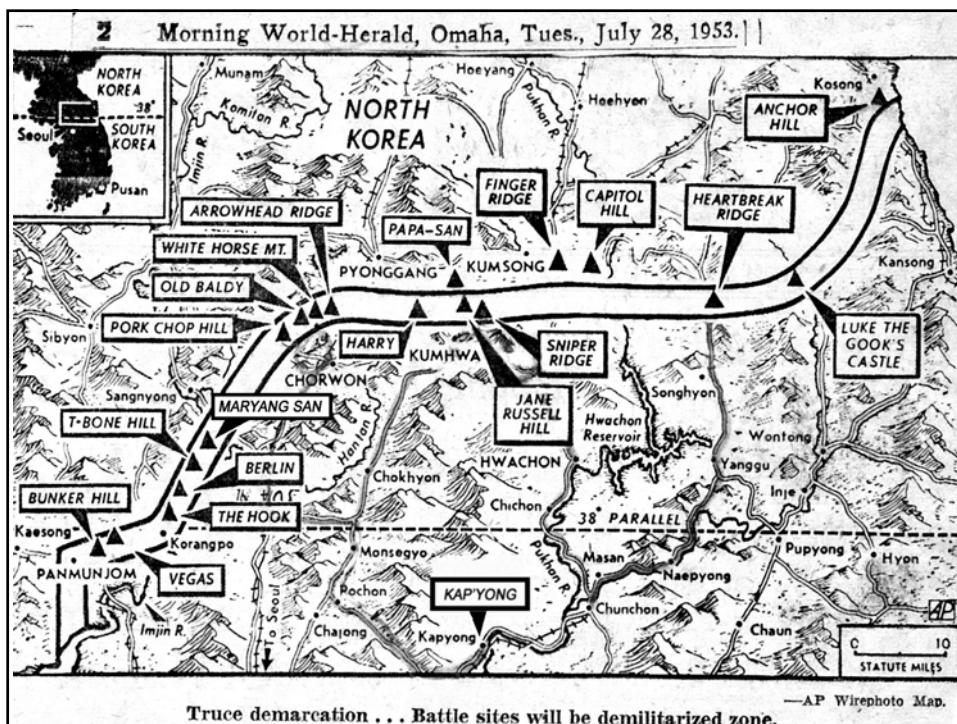 2 Morning World-Herald, Omaha, Tues., July 28, 1953.
NORTH
KOREA
38°
Seoul
SOUTH
KOREA
Pusan
Munam
Komitan R.
Imjin R.
Hoeyang
Pukhan R.
Hoehyon
NORTH
KOREA
Kosong
ANCHOR
HILL
ARROWHEAD RIDGE
WHITE HORSE MT.
OLD BALDY
PORK CHOP HILL
PAPA-SAN
FINGER
RIDGE
CAPITOL
HILL
HEARTBREAK
RIDGE
PYONGGANG
KUMSONG
Kansong
Sibyon
HARRY
KUMHWA
SNIPER
RIDGE
JANE
RUSSELL
HILL
LUKE THE
GOOK'S
CASTLE
CHORWON
Sangnyong
MARYANG SAN
T-BONE HILL
Hantan R.
Songhyon
Hwachon
Reservoir
HWACHON
Wontong
BERLIN
BUNKER HILL
THE HOOK
Chokhyon
Yanggu
Inje
Chichon
38 PARALLEL
Kaesong
Korangpo
PANMUNJOM
VEGAS
Monsegyo
Pukhan R.
Masan
Naepyong
Pupyong
Hyon
Imjin R.
To Seoul
Pochon
KAP'YONG
Chunchon
Kapyong
Chaun
AP
0 10
STATUTE MILES
—AP Wirephoto Map.
Truce demarcation . . . Battle sites will be demilitarized zone.